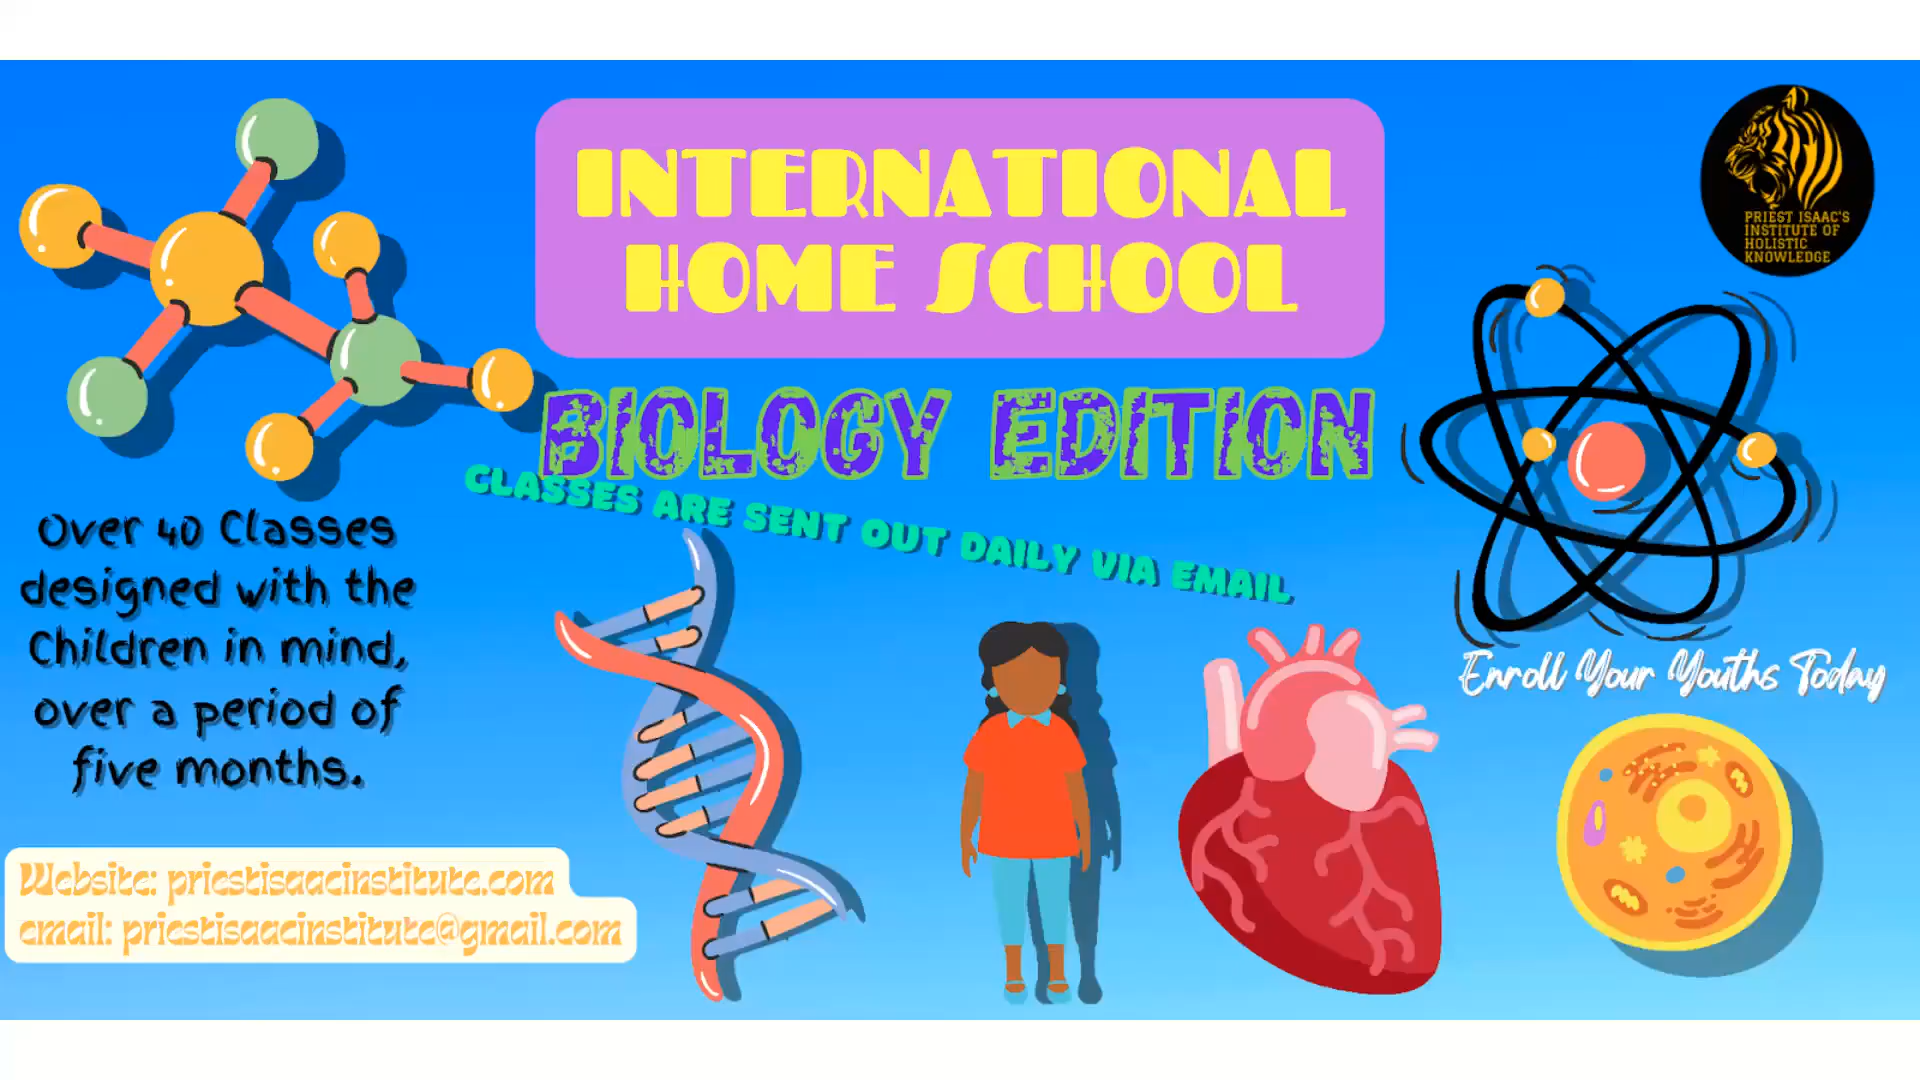 INTERNATIONAL
HOME SCHOOL
PRIEST ISAAC'S
INSTITUTE OF
HOLISTIC
KNOWLEDGE
BIOLOGY EDITION
CLASSES ARE SENT OUT DAILY VIA EMAIL
Over 40 Classes
designed with the
Children in mind,
over a period of
five months.
Enroll Your Youths Today
Website: priestisaacinstitute.com
email: priestisaacinstitute@gmail.com